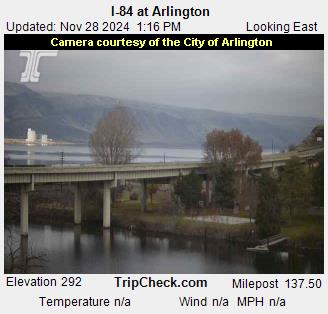 I-84 at Arlington
Updated: Nov 28 2024 1:16 PM Looking East
Camera courtesy of the City of Arlington
Elevation 292 TripCheck.com Milepost 137.50
Temperature n/a Wind n/a MPH n/a